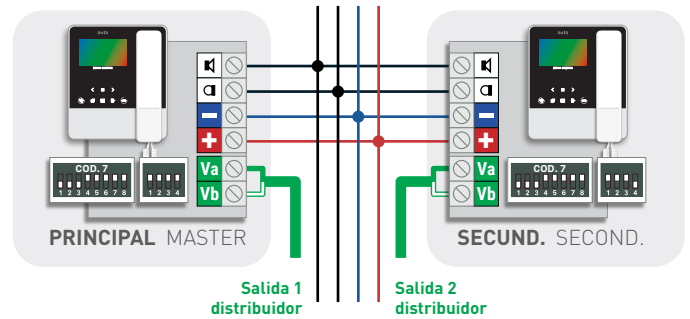 auta
COD. 7
1 2 3 4 5 6 7 8
1 2 3 4
Va
Vb
PRINCIPAL MASTER
Salida 1
distribuidor
auta
COD. 7
1 2 3 4 5 6 7 8
1 2 3 4
Va
Vb
SECUND. SECOND.
Salida 2
distribuidor